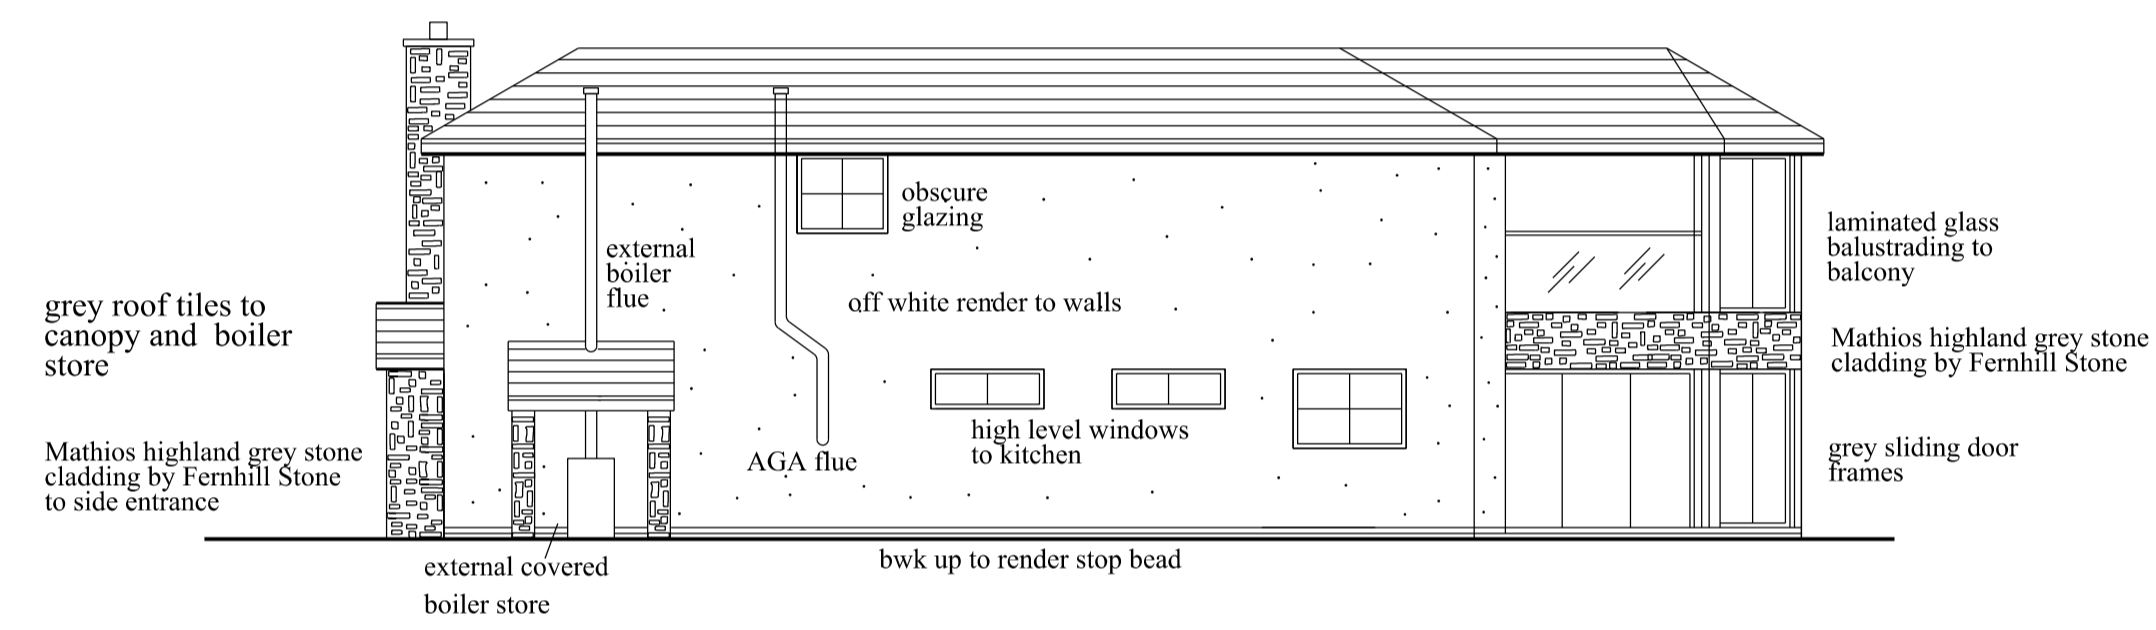 obscure
glazing
external
boiler
flue
off white render to walls
laminated glass
balustrading to
balcony
grey roof tiles to
canopy and boiler
store
Mathios highland grey stone
cladding by Fernhill Stone
high level windows
to kitchen
AGA flue
Mathios highland grey stone
cladding by Fernhill Stone
to side entrance
grey sliding door
frames
external covered
boiler store
bwk up to render stop bead